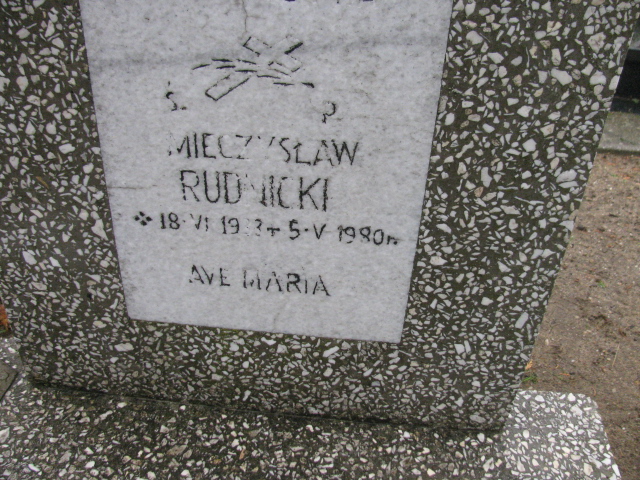 Ś. P
MIECZYSŁAW
RUDNICKI
18·VI + 5·V 1980r.
AVE MARIA